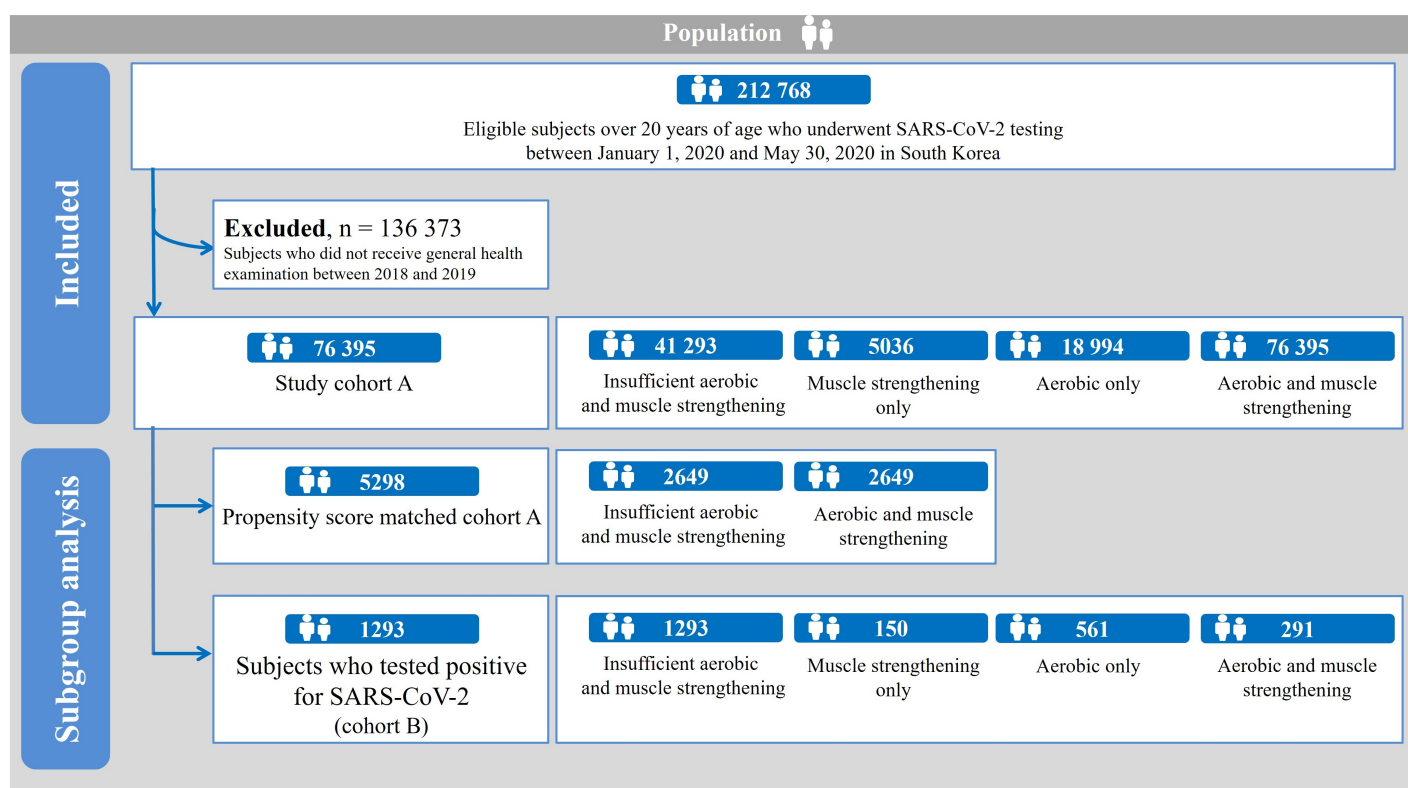 Population
Included
212 768
Eligible subjects over 20 years of age who underwent SARS-CoV-2 testing
between January 1, 2020 and May 30, 2020 in South Korea
Excluded, n = 136 373
Subjects who did not receive general health
examination between 2018 and 2019
76 395
Study cohort A
41 293
Insufficient aerobic
and muscle strengthening
5036
Muscle strengthening
only
18 994
Aerobic only
76 395
Aerobic and muscle
strengthening
Subgroup analysis
5298
Propensity score matched cohort A
2649
Insufficient aerobic
and muscle strengthening
2649
Aerobic and muscle
strengthening
1293
Subjects who tested positive
for SARS-CoV-2
(cohort B)
1293
Insufficient aerobic
and muscle strengthening
150
Muscle strengthening
only
561
Aerobic only
291
Aerobic and muscle
strengthening